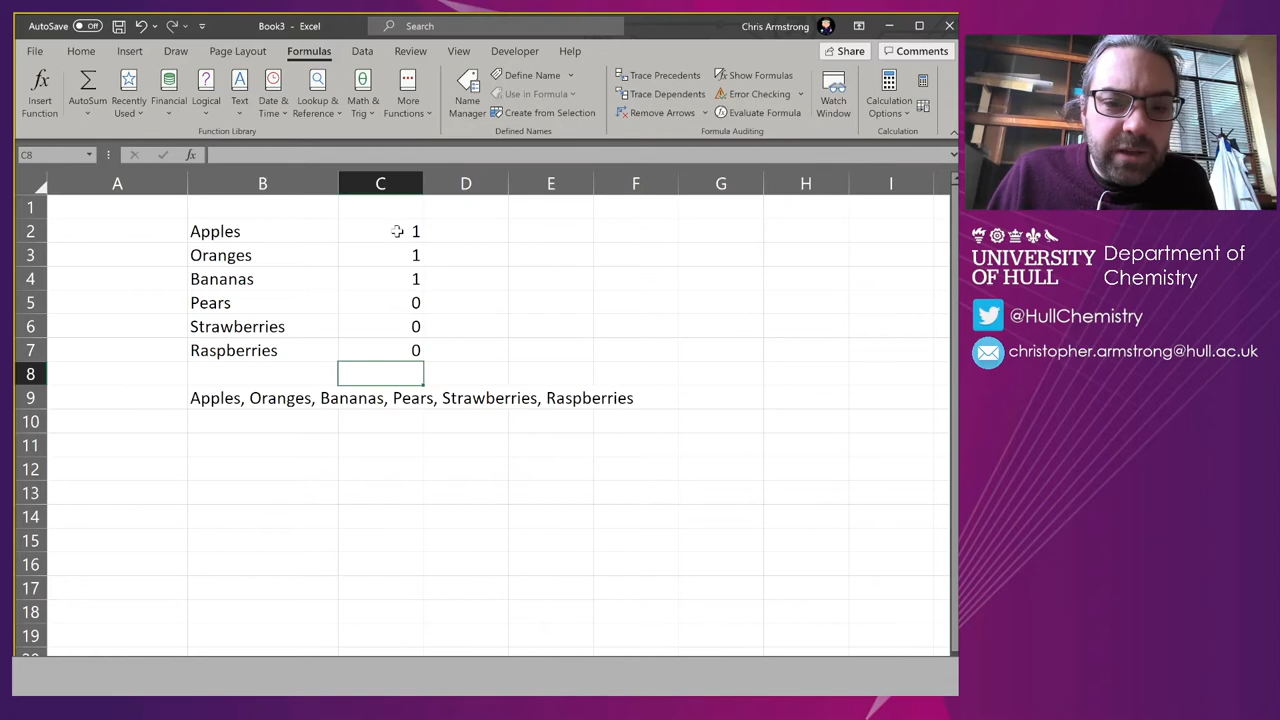 AutoSave Off Book3 - Excel Search Chris Armstrong
File Home Insert Draw Page Layout Formulas Data Review View Developer Help Share Comments
Insert Function
AutoSum
Recently Used
Financial
Logical
Text
Date & Time
Lookup & Reference
Math & Trig
More Functions
Function Library
Name Manager
Define Name
Use in Formula
Create from Selection
Defined Names
Trace Precedents
Trace Dependents
Remove Arrows
Show Formulas
Error Checking
Evaluate Formula
Formula Auditing
Watch Window
Calculation Options
Calculation
C8 fx
A B C D E F G H I
1
2 Apples 1
3 Oranges 1
4 Bananas 1
5 Pears 0
6 Strawberries 0
7 Raspberries 0
8
9 Apples, Oranges, Bananas, Pears, Strawberries, Raspberries
10
11
12
13
14
15
16
17
18
19
UNIVERSITY OF HULL
Department of Chemistry
@HullChemistry
christopher.armstrong@hull.ac.uk